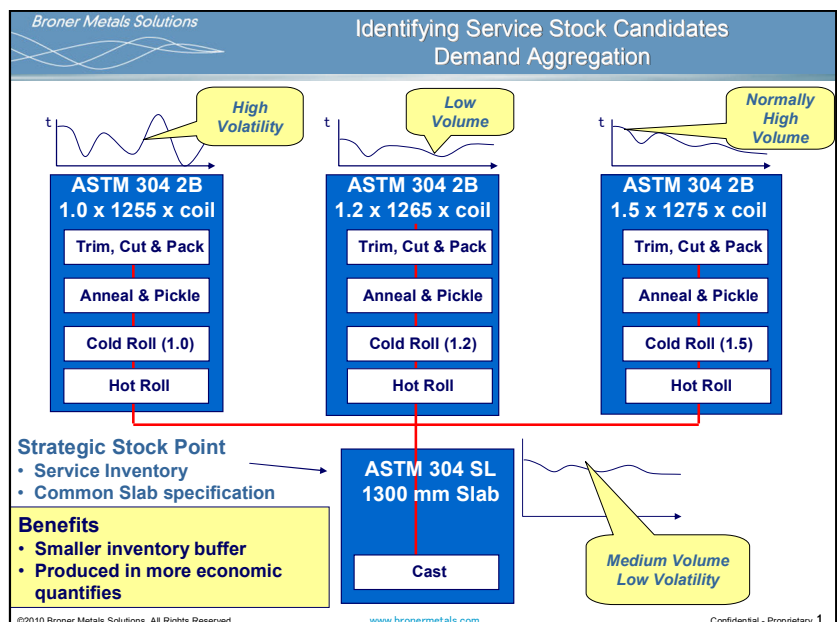 Broner Metals Solutions
Identifying Service Stock Candidates
Demand Aggregation
t
High
Volatility
t
Low
Volume
t
Normally
High
Volume
ASTM 304 2B
1.0 x 1255 x coil
Trim, Cut & Pack
Anneal & Pickle
Cold Roll (1.0)
Hot Roll
ASTM 304 2B
1.2 x 1265 x coil
Trim, Cut & Pack
Anneal & Pickle
Cold Roll (1.2)
Hot Roll
ASTM 304 2B
1.5 x 1275 x coil
Trim, Cut & Pack
Anneal & Pickle
Cold Roll (1.5)
Hot Roll
Strategic Stock Point
• Service Inventory
• Common Slab specification
ASTM 304 SL
1300 mm Slab
Cast
Medium Volume
Low Volatility
Benefits
• Smaller inventory buffer
• Produced in more economic
quantifies
©2010 Broner Metals Solutions. All Rights Reserved
www.bronermetals.com
Confidential - Proprietary 1